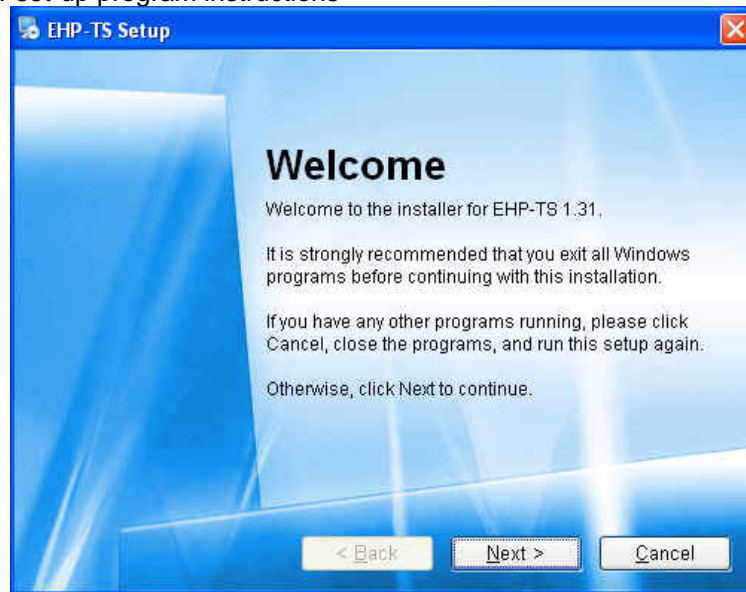 set-up program instructions
EHP-TS Setup
Welcome
Welcome to the installer for EHP-TS 1.31.
It is strongly recommended that you exit all Windows
programs before continuing with this installation.
If you have any other programs running, please click
Cancel, close the programs, and run this setup again.
Otherwise, click Next to continue.
< Back
Next >
Cancel